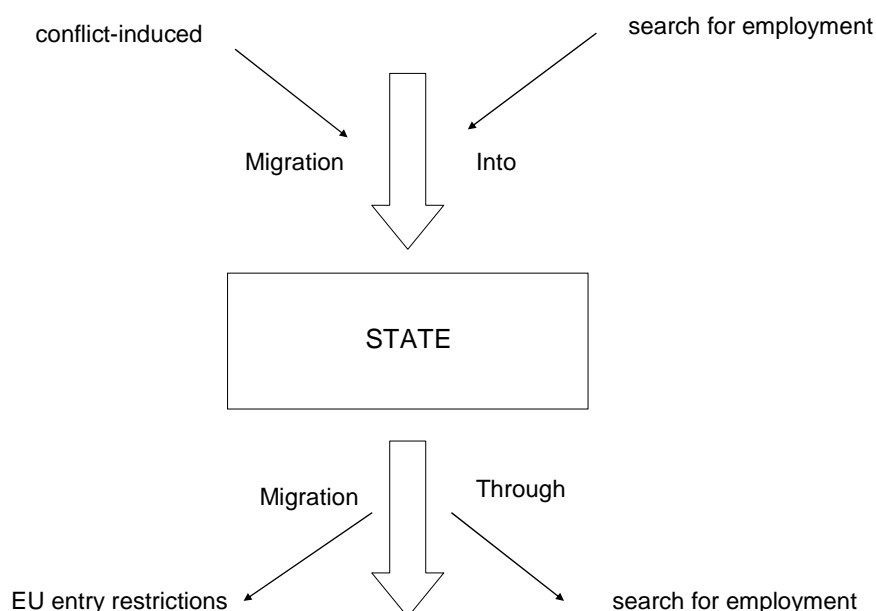 conflict-induced
search for employment
Migration Into
STATE
Migration Through
EU entry restrictions
search for employment